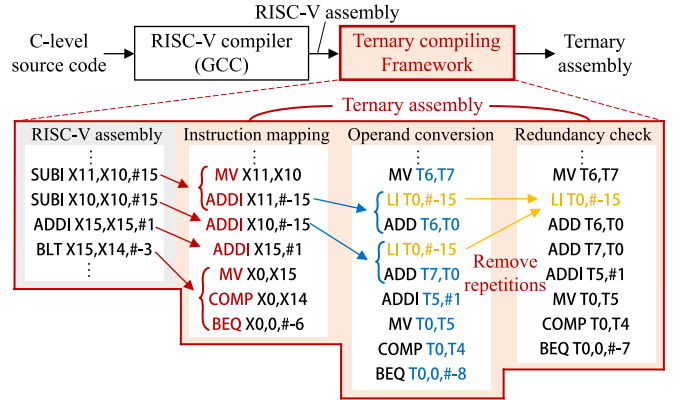 RISC-V assembly
C-level
source code
RISC-V compiler
(GCC)
Ternary compiling
Framework
Ternary
assembly
Ternary assembly
RISC-V assembly
⋮
SUBI X11,X10,#15
SUBI X10,X10,#15
ADDI X15,X15,#1
BLT X15,X14,#-3
⋮
Instruction mapping
⋮
MV X11,X10
ADDI X11,#-15
ADDI X10,#-15
ADDI X15,#1
MV X0,X15
COMP X0,X14
BEQ X0,0,#-6
Operand conversion
⋮
MV T6,T7
LI T0,#-15
ADD T6,T0
LI T0,#-15
ADD T7,T0
ADDI T5,#1
MV T0,T5
COMP T0,T4
BEQ T0,0,#-8
Remove
repetitions
Redundancy check
⋮
MV T6,T7
LI T0,#-15
ADD T6,T0
ADD T7,T0
ADDI T5,#1
MV T0,T5
COMP T0,T4
BEQ T0,0,#-7